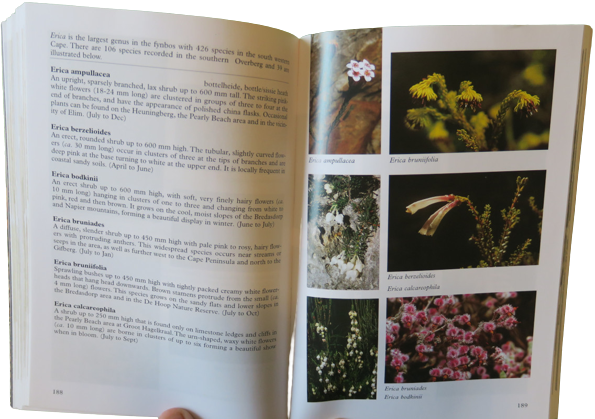 Erica is the largest genus in the fynbos with 426 species in the south western
Cape. There are 106 species recorded in the southern Overberg and 36 are
illustrated below.
Erica ampullacea
bottelheide, bottle/sissie heath
An upright, sparsely branched, lax shrub up to 600 mm tall. The striking pink
white flowers (18-24 mm long) are clustered in groups of three to four at the
end of branches, and have the appearance of polished china flasks. Occasional
plants can be found on the Heuningberg, the Pearly Beach area and in the vicin-
ity of Elim. (July to Dec)
Erica berzelioides
An erect, rounded shrub up to 600 mm high. The tubular, slightly curved flow-
ers (ca. 30 mm long) occur in clusters of three at the tips of branches and are
deep pink at the base turning to white at the upper end. It is locally frequent in
coastal sandy soils. (April to June)
Erica bodkinii
An erect shrub up to 600 mm high, with soft, very finely hairy flowers (ca.
10 mm long) hanging in clusters of one to three and changing from white to
pink, red and then brown. It grows on the cool, moist slopes of the Bredasdorp
and Napier mountains, forming a beautiful display in winter. (June to July)
Erica bruniades
A diffuse, slender shrub up to 450 mm high with pale pink to rosy, hairy flow-
ers with protruding anthers. This widespread species occurs near streams or
steeps in the area, as well as further west to the Cape Peninsula and north to the
Gifberg. (July to Jan)
Erica bruniifolia
Sprawling bushes up to 450 mm high with tightly packed creamy white flower-
heads that hang head downwards. Brown stamens protrude from the small (ca.
4 mm long) flowers. This species grows on the sandy flats and lower slopes of
the Bredasdorp area and in the De Hoop Nature Reserve. (July to Oct)
Erica calcareophila
A shrub up to 250 mm high that is found only on limestone ledges and cliffs in
the Pearly Beach area at Groot Hagelkraal. The urn-shaped, waxy white flowers
(ca. 10 mm long) are borne in clusters of up to six forming a beautiful show
when in bloom. (July to Sept)
188
Erica ampullacea
Erica bruniifolia
Erica berzelioides
Erica calcareophila
Erica bruniades
Erica bodkinii
189